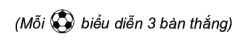 (Mỗi ⚽ biểu diễn 3 bàn thắng)